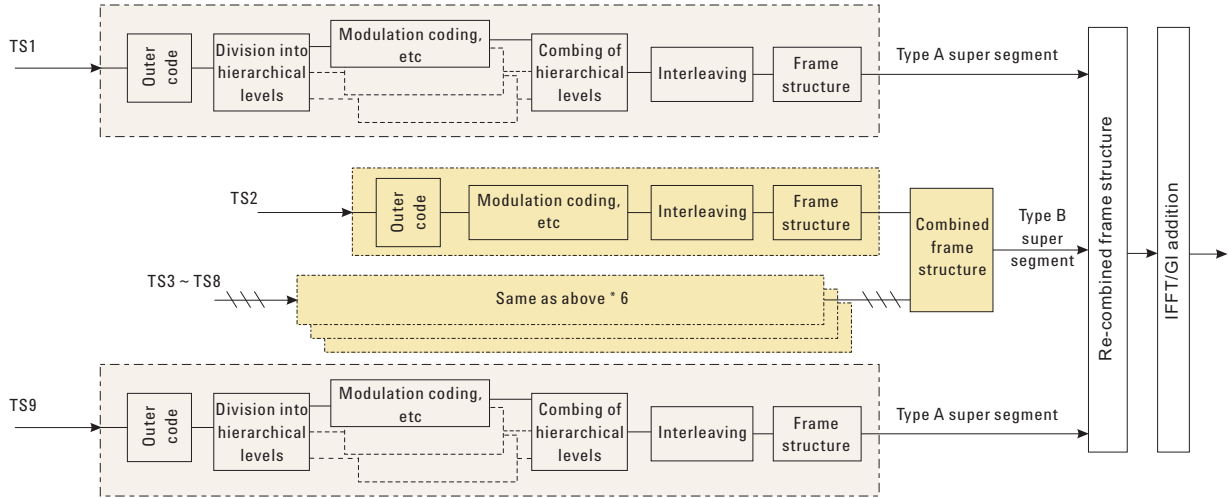 TS1
Outer
code
Division into
hierarchical
levels
Modulation coding,
etc
Combing of
hierarchical
levels
Interleaving
Frame
structure
Type A super segment
TS2
Outer
code
Modulation coding,
etc
Interleaving
Frame
structure
Combined
frame
structure
Type B
super
segment
TS3 ~ TS8
Same as above * 6
TS9
Outer
code
Division into
hierarchical
levels
Modulation coding,
etc
Combing of
hierarchical
levels
Interleaving
Frame
structure
Type A super segment
Re-combined frame structure
IFFT/GI addition